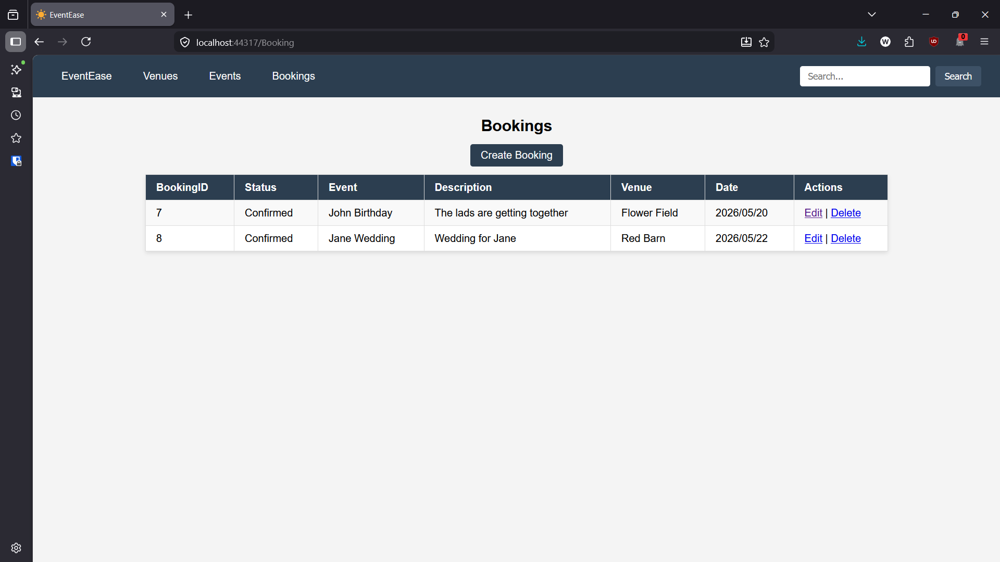 EventEase
localhost:44317/Booking
W
uo
0
EventEase Venues Events Bookings Search... Search
Bookings
Create Booking
BookingID Status Event Description Venue Date Actions
7 Confirmed John Birthday The lads are getting together Flower Field 2026/05/20 Edit | Delete
8 Confirmed Jane Wedding Wedding for Jane Red Barn 2026/05/22 Edit | Delete